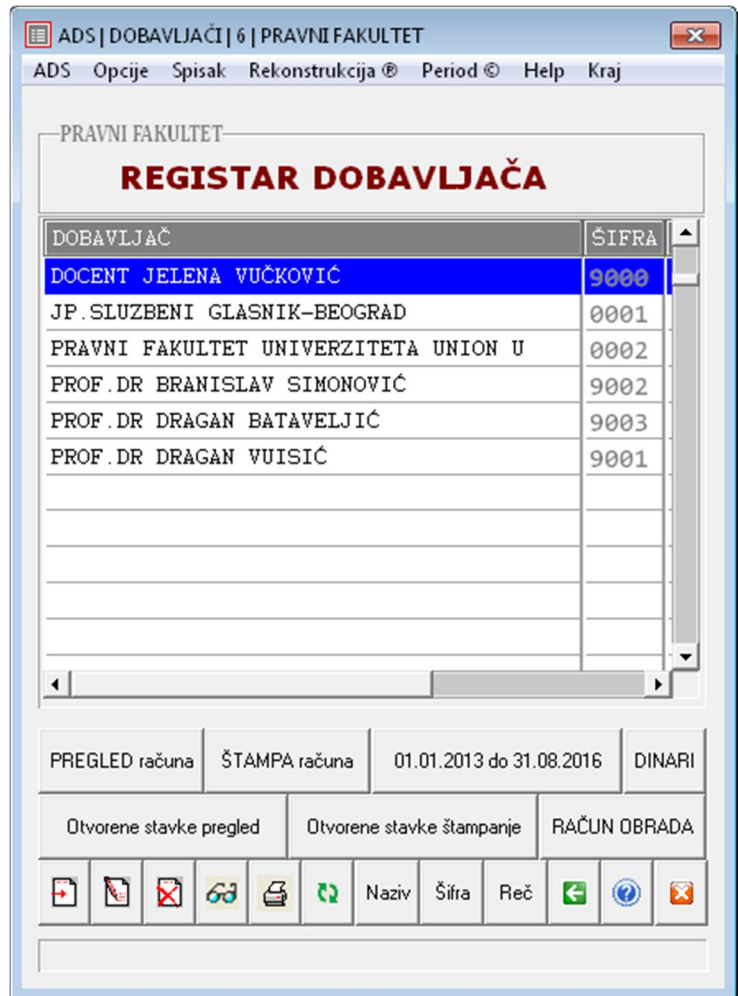 ADS | DOBAVLJAČI | 6 | PRAVNI FAKULTET
ADS Opcije Spisak Rekonstrukcija ® Period © Help Kraj
PRAVNI FAKULTET
REGISTAR DOBAVLJAČA
DOBAVLJAČ ŠIFRA
DOCENT JELENA VUČKOVIĆ 9000
JP.SLUZBENI GLASNIK-BEOGRAD 0001
PRAVNI FAKULTET UNIVERZITETA UNION U 0002
PROF.DR BRANISLAV SIMONOVIĆ 9002
PROF.DR DRAGAN BATAVELJIĆ 9003
PROF.DR DRAGAN VUISIĆ 9001
PREGLED računa ŠTAMPA računa 01.01.2013 do 31.08.2016 DINARI
Otvorene stavke pregled Otvorene stavke štampanje RAČUN OBRADA
Naziv Šifra Reč